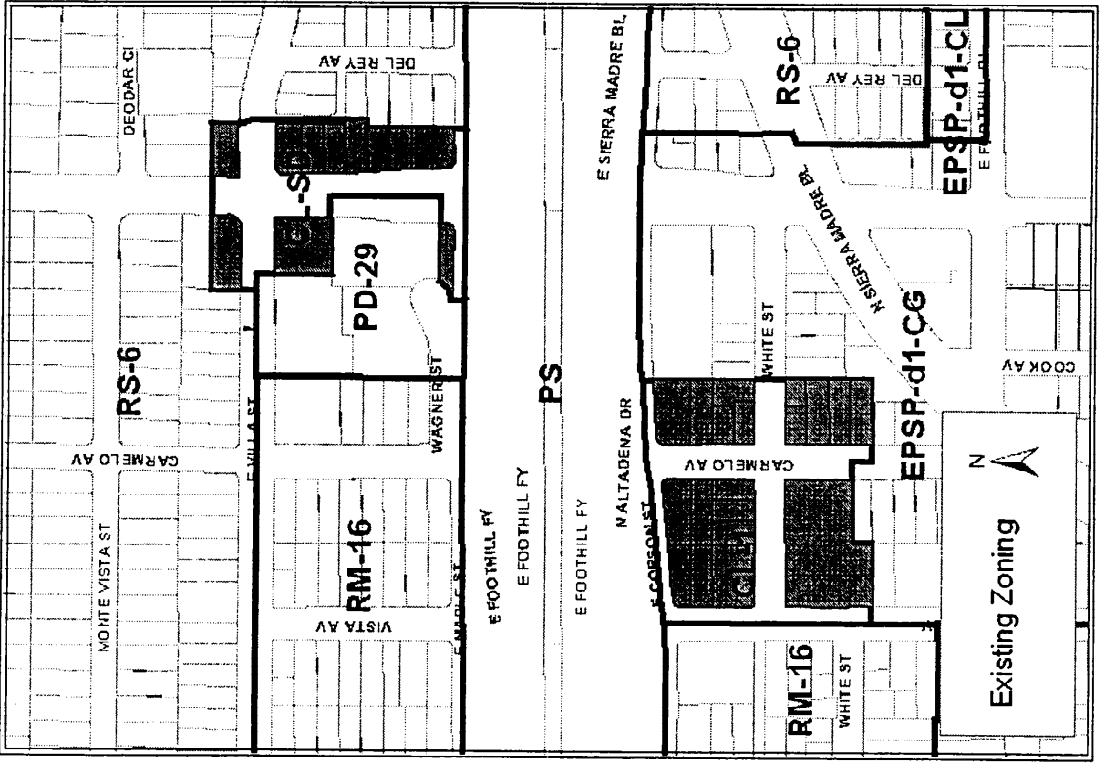 DEODAR CI
DEL REY AV
RS-6
MONTE VISTA ST
CARMELO AV
E VILLA ST
PD-29
WAGNER ST
RM-16
VISTA AV
E MAPLE ST
E FOOTHILL FY
E FOOTHILL FY
PS
E FOOTHILL FY
E SIERRA MADRE BL
N ALTADENA DR
E CORSON ST
RS-6
DEL REY AV
EPSP-d1-CL
E FOOTHILL BL
N SIERRA MADRE BL
WHITE ST
CARMELO AV
EPSP-d1-CG
COOK AV
RM-16
WHITE ST
Existing Zoning
N